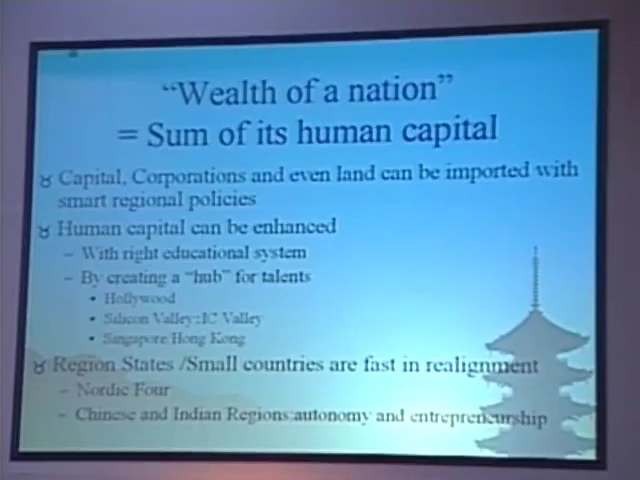 “Wealth of a nation”
= Sum of its human capital
Capital, Corporations and even land can be imported with
smart regional policies
Human capital can be enhanced
– With right educational system
– By creating a “hub” for talents
• Hollywood
• Silicon Valley::IC Valley
• Singapore Hong Kong
Region States /Small countries are fast in realignment
– Nordic Four
– Chinese and Indian Regions:autonomy and entrepreneurship